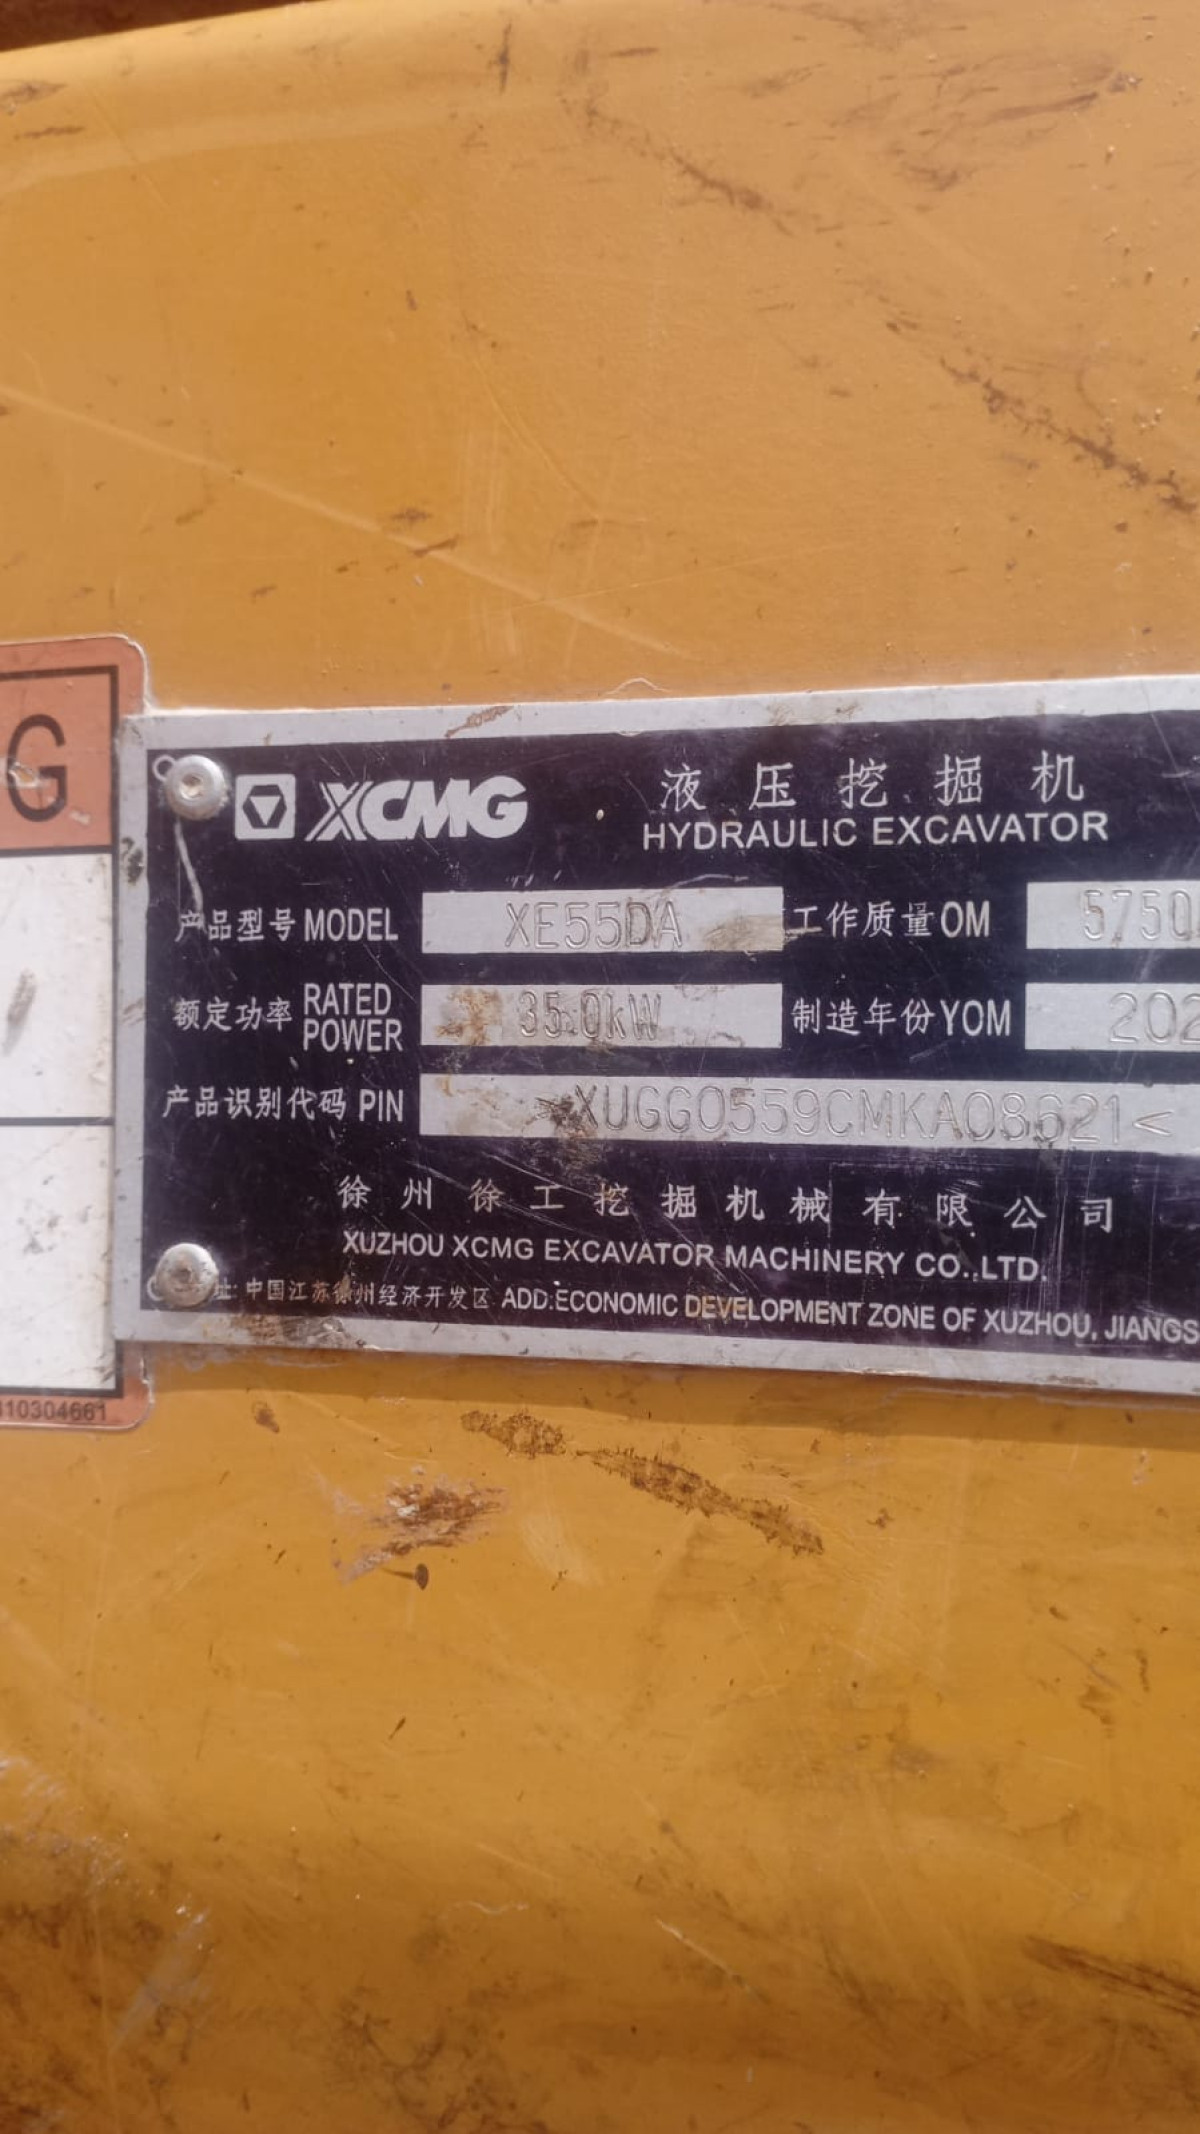 G
XCMG
液压挖掘机
HYDRAULIC EXCAVATOR
产品型号 MODEL XE55DA 工作质量 OM 5750
额定功率 RATED POWER 35.0kW 制造年份 YOM 202
产品识别代码 PIN XUGG0559CMKA08621<
徐州徐工挖掘机械有限公司
XUZHOU XCMG EXCAVATOR MACHINERY CO.,LTD.
址: 中国江苏徐州经济开发区 ADD:ECONOMIC DEVELOPMENT ZONE OF XUZHOU, JIANGS
10304661